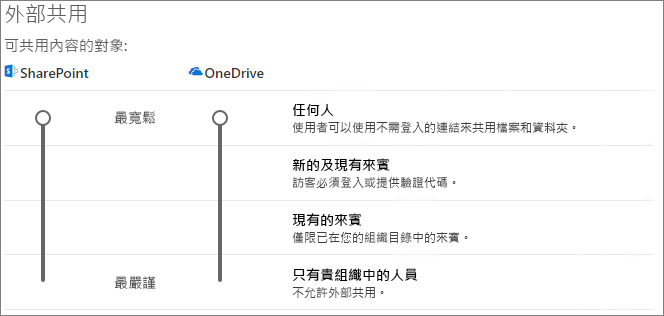 外部共用
可共用內容的對象:
SharePoint
OneDrive
最寬鬆
任何人
使用者可以使用不需登入的連結來共用檔案和資料夾。
新的及現有來賓
訪客必須登入或提供驗證代碼。
現有的來賓
僅限已在您的組織目錄中的來賓。
最嚴謹
只有貴組織中的人員
不允許外部共用。